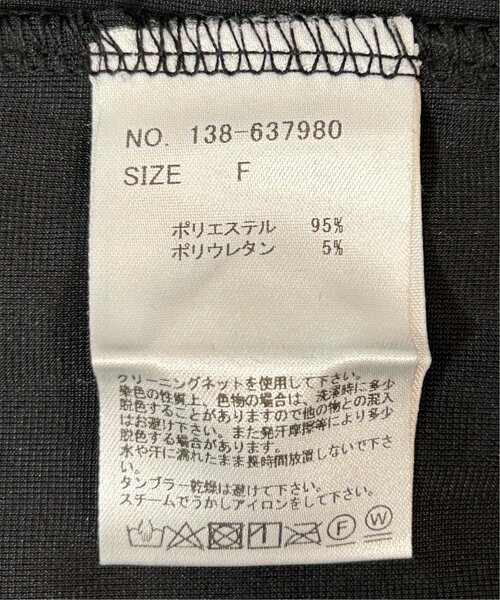 NO. 138-637980
SIZE F
ポリエステル 95%
ポリウレタン 5%
クリーニングネットを使用して下さい。
染色の性質上、色物の場合は、洗濯時に多少
脱色することがありますので他の物との混入
はお避け下さい。また発汗摩擦等により多少
脱色する場合があります。
水や汗に濡れたまま長時間放置しないで下さ
い。
タンブラー乾燥は避けて下さい。
スチームでうかしアイロンをして下さい。
F W